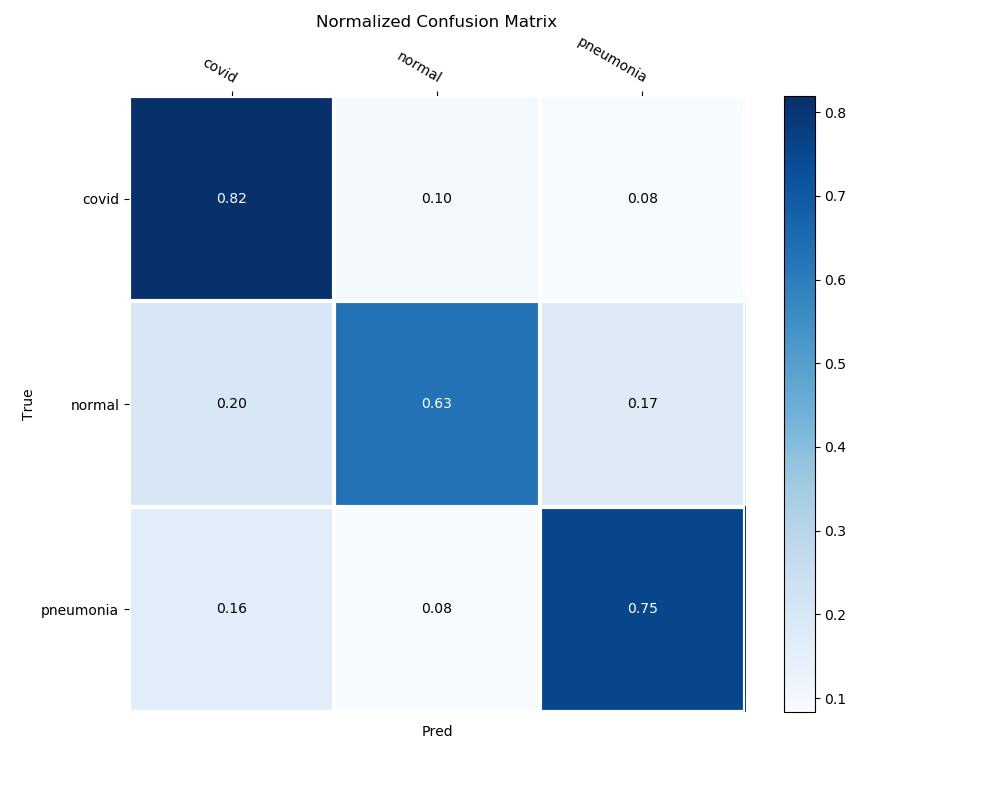 Normalized Confusion Matrix
covid normal pneumonia
covid 0.82 0.10 0.08
normal 0.20 0.63 0.17
pneumonia 0.16 0.08 0.75
True
Pred
0.8
0.7
0.6
0.5
0.4
0.3
0.2
0.1